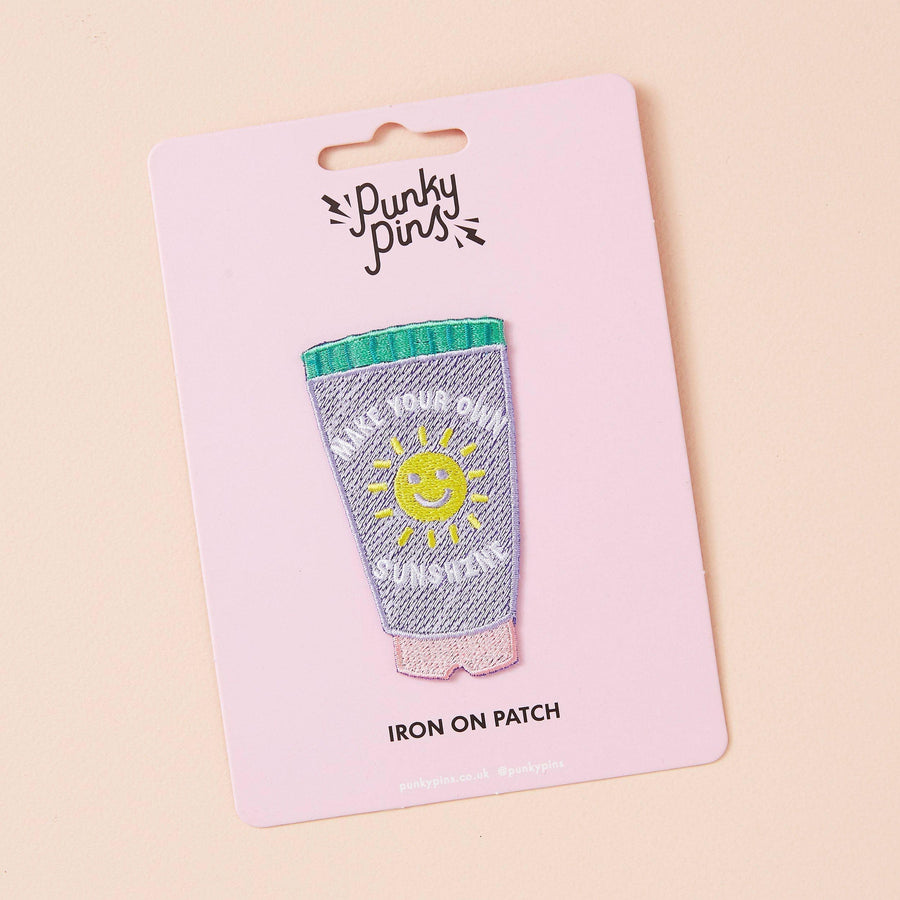 Punky
Pins
MAKE YOUR OWN
SUNSHINE
IRON ON PATCH
punkypins.co.uk @punkypins